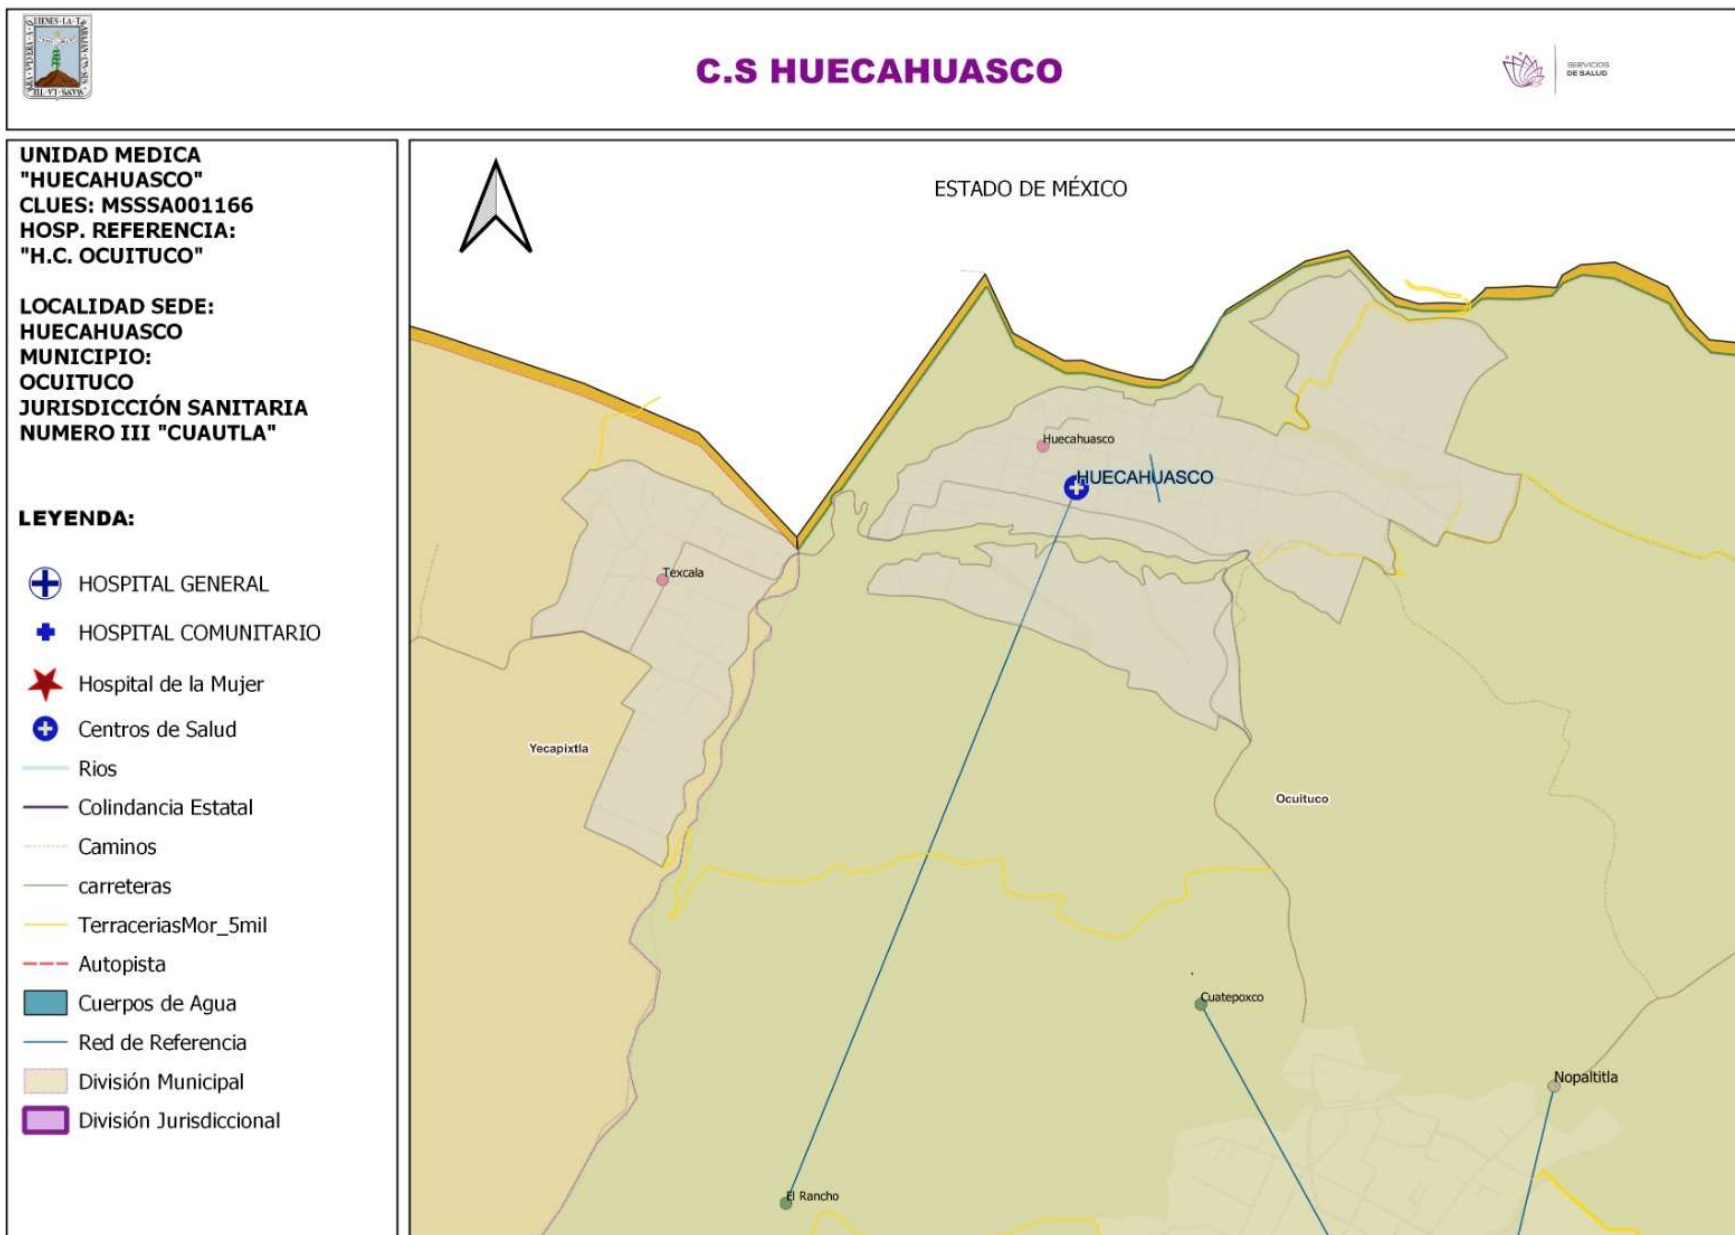 C.S HUECAHUASCO
SERVICIOS
DE SALUD
UNIDAD MEDICA
"HUECAHUASCO"
CLUES: MSSSA001166
HOSP. REFERENCIA:
"H.C. OCUITUCO"
LOCALIDAD SEDE:
HUECAHUASCO
MUNICIPIO:
OCUITUCO
JURISDICCIÓN SANITARIA
NUMERO III "CUAUTLA"
LEYENDA:
HOSPITAL GENERAL
HOSPITAL COMUNITARIO
Hospital de la Mujer
Centros de Salud
Rios
Colindancia Estatal
Caminos
carreteras
TerraceriasMor_5mil
Autopista
Cuerpos de Agua
Red de Referencia
División Municipal
División Jurisdiccional
ESTADO DE MÉXICO
Huecahuasco
HUECAHUASCO
Texcala
Yecapixtla
Ocuituco
Cuatepoxco
Nopaltitla
El Rancho